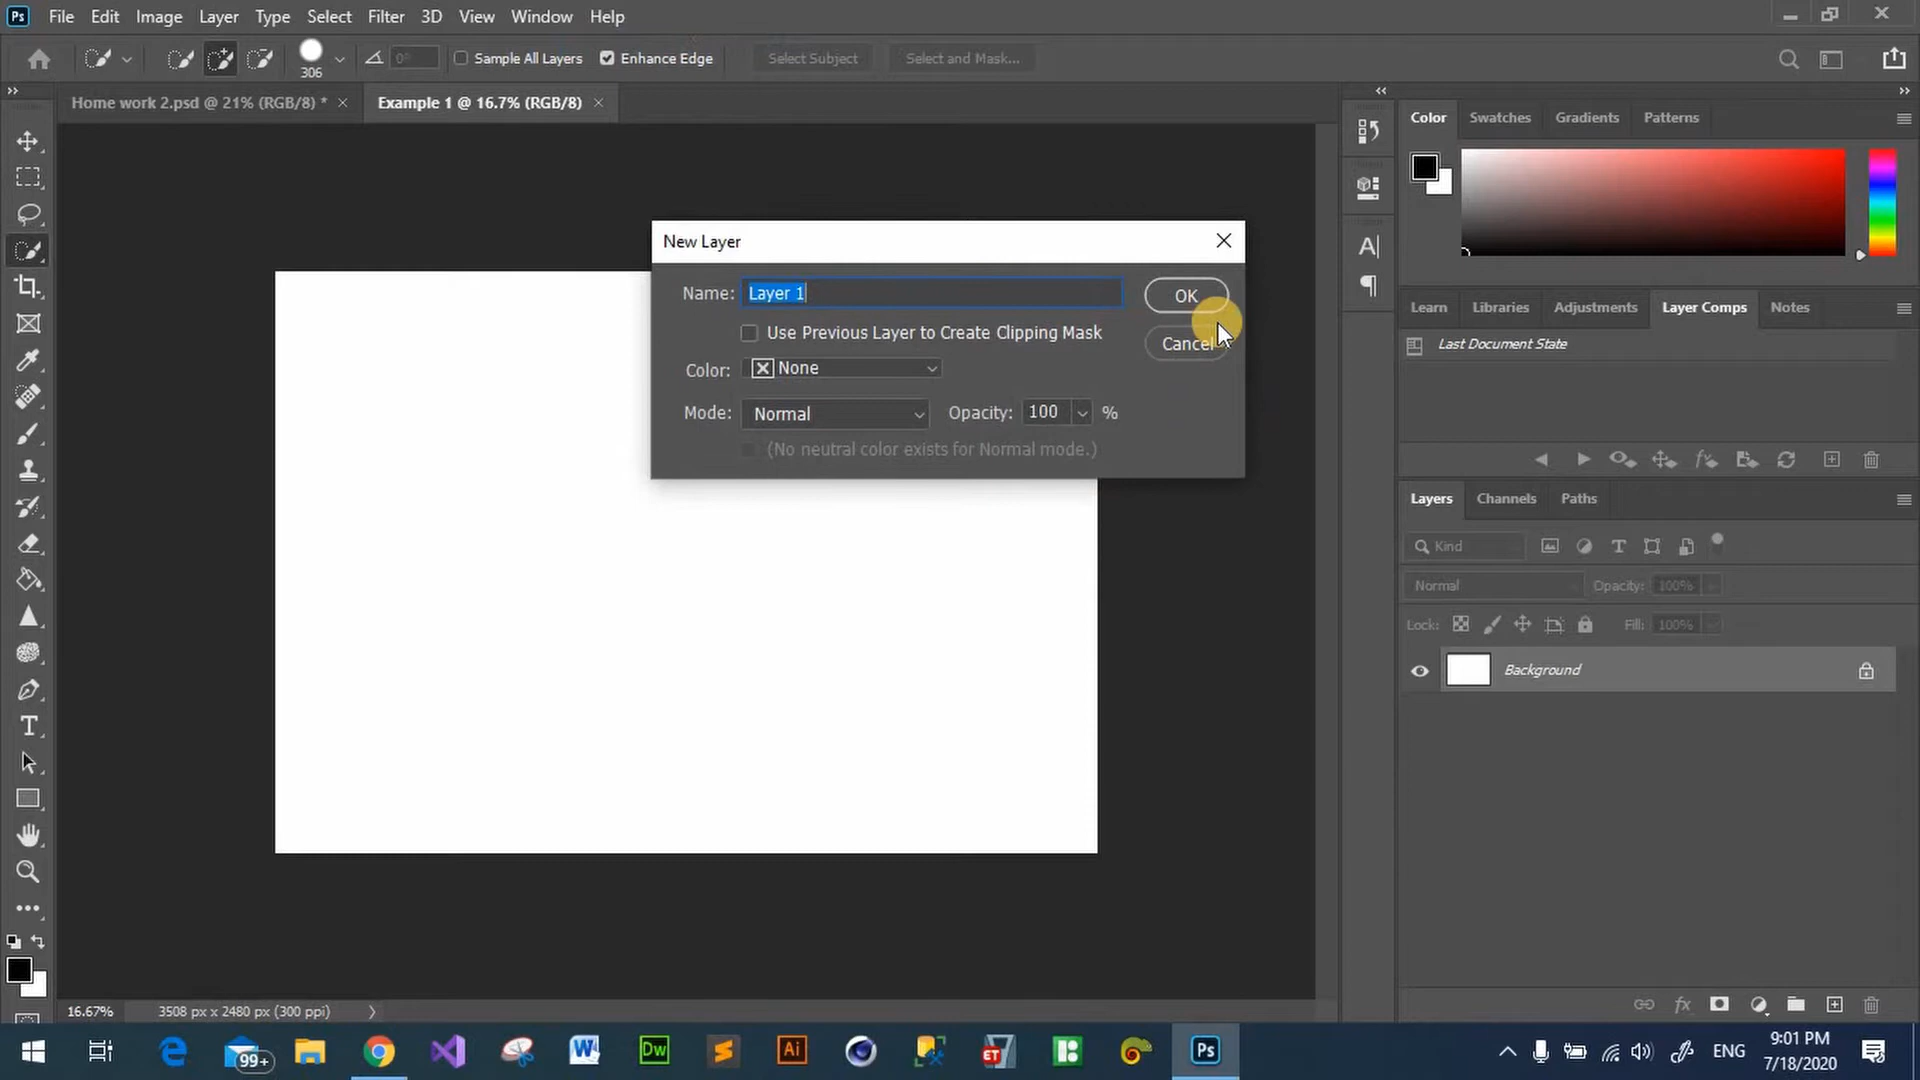 Ps File Edit Image Layer Type Select Filter 3D View Window Help
306 0° Sample All Layers Enhance Edge Select Subject Select and Mask...
Home work 2.psd @ 21% (RGB/8) * × Example 1 @ 16.7% (RGB/8) ×
Color Swatches Gradients Patterns
New Layer
Name: Layer 1 OK
Use Previous Layer to Create Clipping Mask
Cancel
Color: None
Mode: Normal Opacity: 100 %
(No neutral color exists for Normal mode.)
Learn Libraries Adjustments Layer Comps Notes
Last Document State
Layers Channels Paths
Kind
Normal Opacity: 100%
Lock: Fill: 100%
Background
16.67% 3508 px x 2480 px (300 ppi)
99+ Dw Ai ET Ps
ENG 9:01 PM
7/18/2020